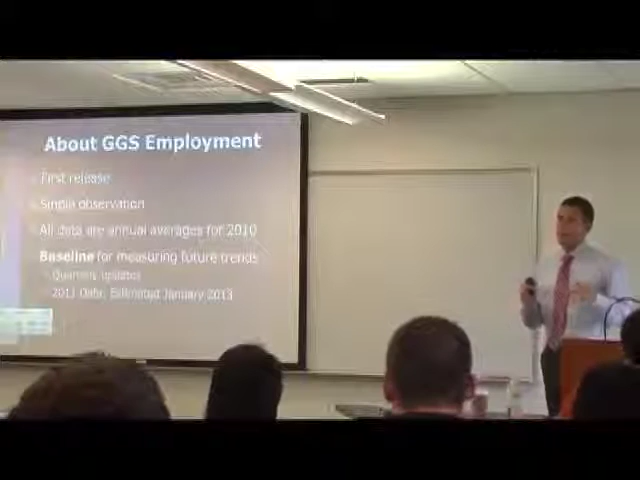 About GGS Employment
First release
Simple observation
All data are annual averages for 2010
Baseline for measuring future trends
Quarterly updates
2011 Data: Estimated January 2013